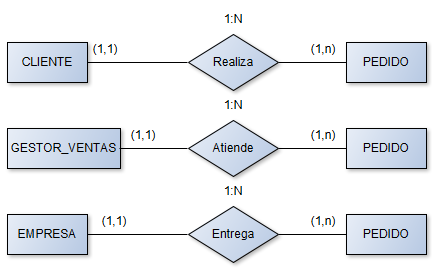 1:N
CLIENTE (1,1) Realiza (1,n) PEDIDO
1:N
GESTOR_VENTAS (1,1) Atiende (1,n) PEDIDO
1:N
EMPRESA (1,1) Entrega (1,n) PEDIDO